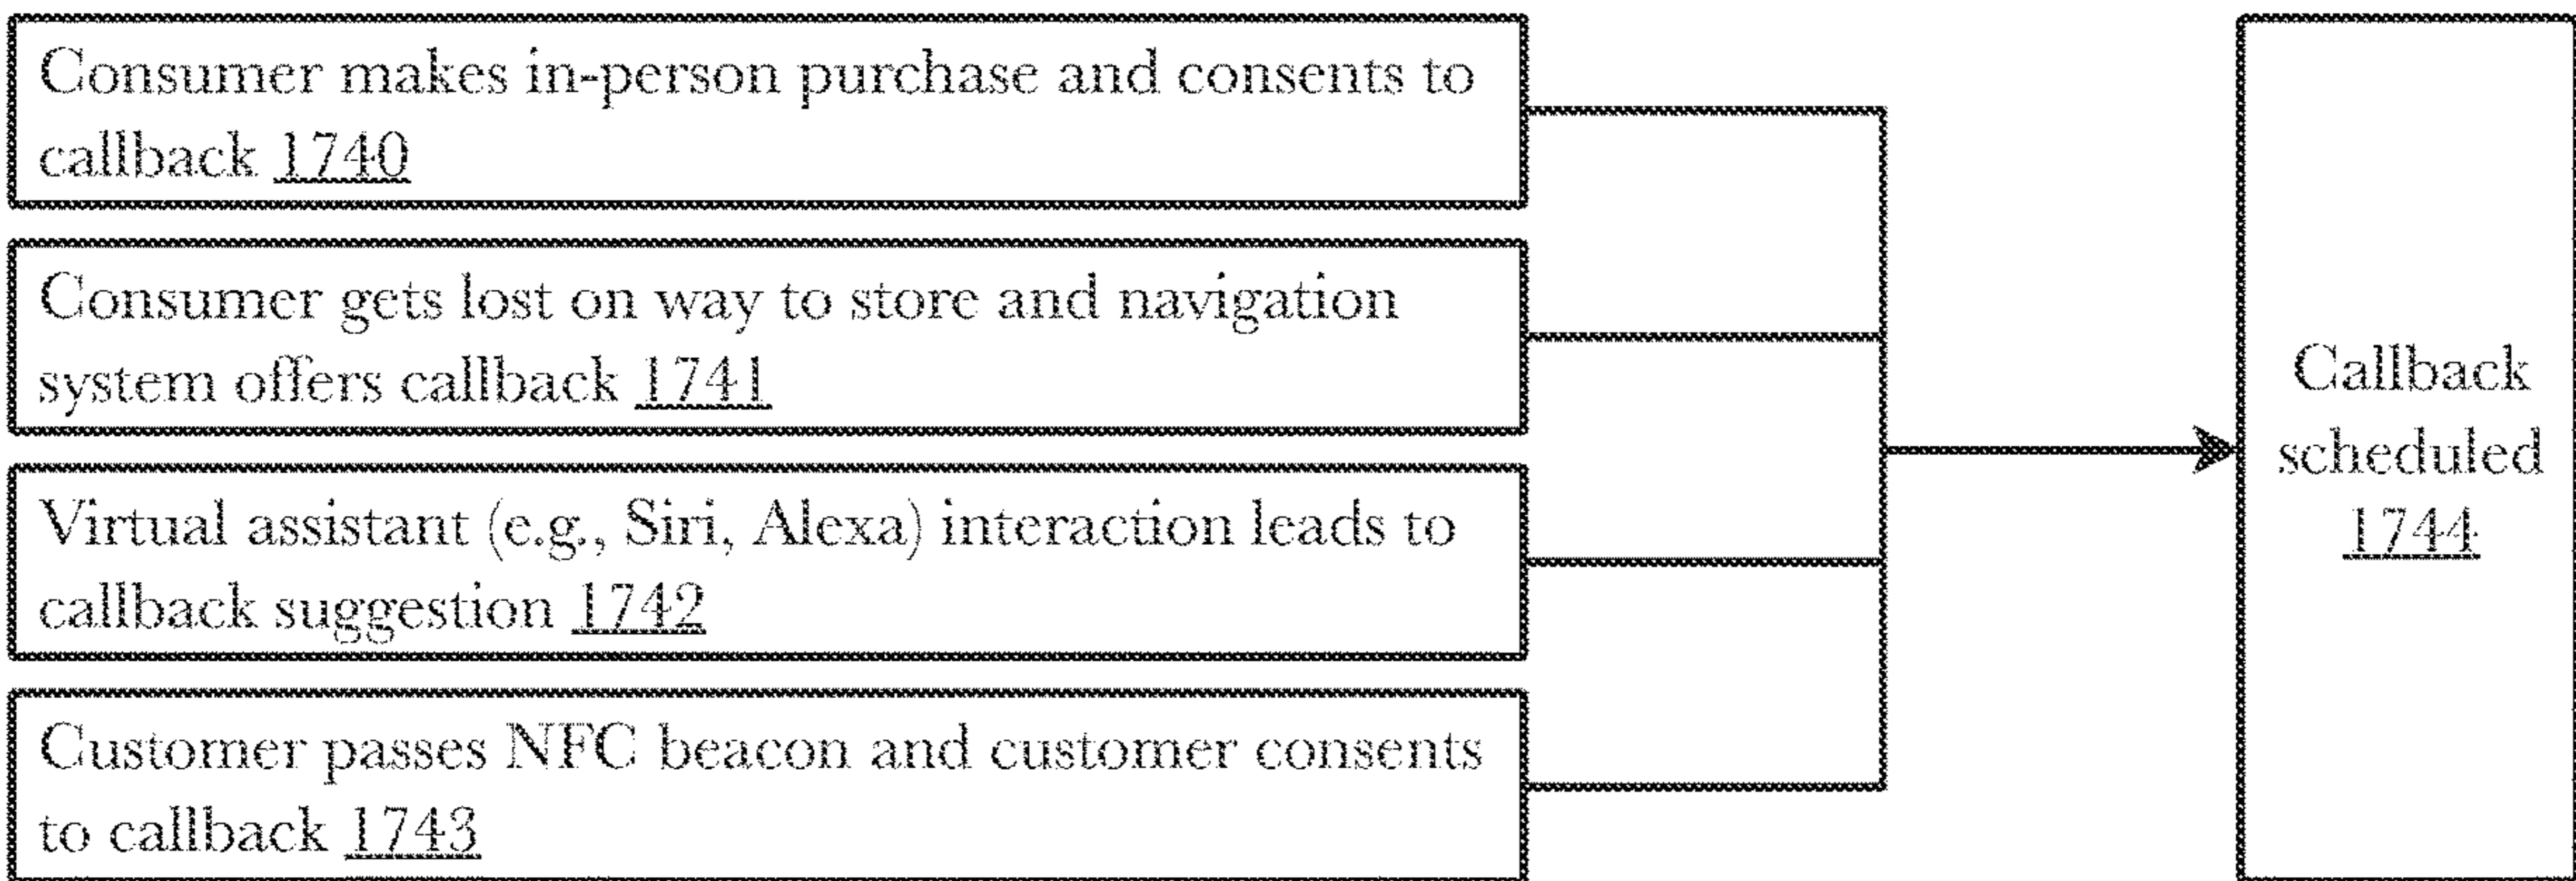 Consumer makes in-person purchase and consents to
callback 1740
Consumer gets lost on way to store and navigation
system offers callback 1741
Virtual assistant (e.g., Siri, Alexa) interaction leads to
callback suggestion 1742
Customer passes NFC beacon and customer consents
to callback 1743
Callback
scheduled
1744